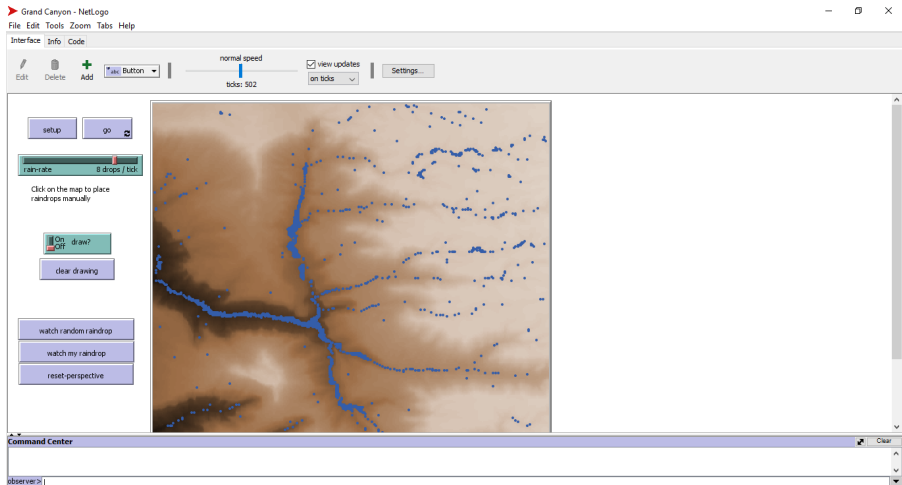 Grand Canyon - NetLogo
File Edit Tools Zoom Tabs Help
Interface Info Code
Edit Delete Add abc Button normal speed ticks: 502 view updates on ticks Settings...
setup go
rain-rate 8 drops / tick
Click on the map to place
raindrops manually
On
Off draw?
clear drawing
watch random raindrop
watch my raindrop
reset-perspective
Command Center Clear
observer>